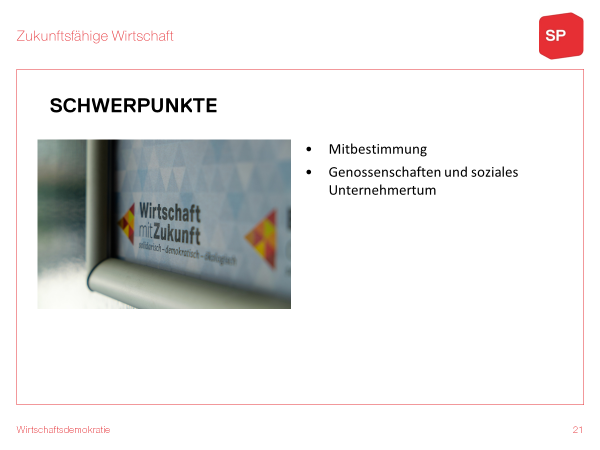 Zukunftsfähige Wirtschaft
SP
SCHWERPUNKTE
Wirtschaft
mit Zukunft
solidarisch – demokratisch – ökologisch
• Mitbestimmung
• Genossenschaften und soziales
Unternehmertum
Wirtschaftsdemokratie
21